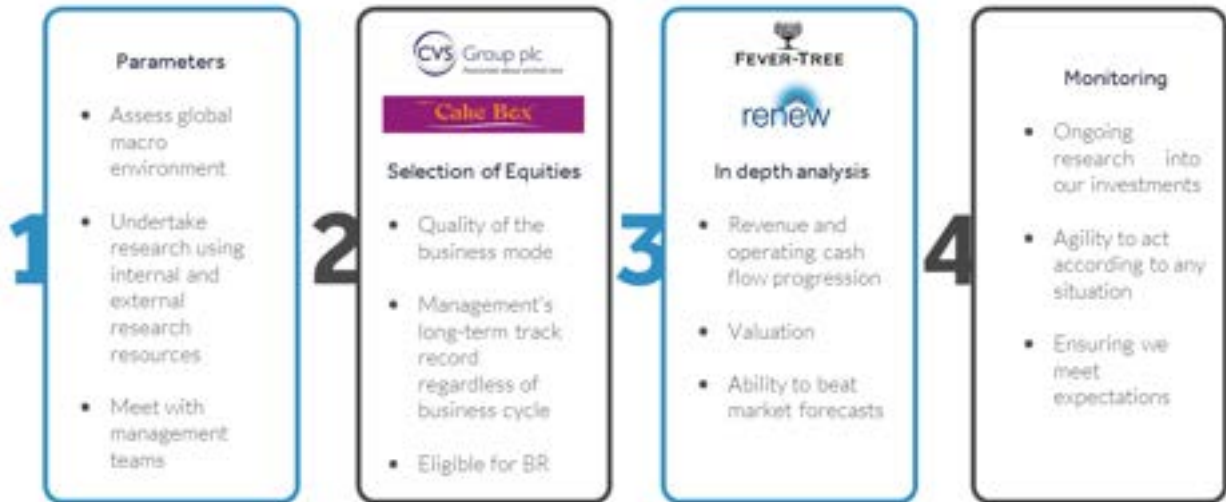 1
Parameters
Assess global
macro
environment
Undertake
research using
internal and
external
research
resources
Meet with
management
teams
2
CVS Group plc
Cake Box
Selection of Equities
Quality of the
business mode
Management's
long-term track
record
regardless of
business cycle
Eligible for BR
3
FEVER-TREE
renew
In depth analysis
Revenue and
operating cash
flow progression
Valuation
Ability to beat
market forecasts
4
Monitoring
Ongoing
research into
our investments
Agility to act
according to any
situation
Ensuring we
meet
expectations